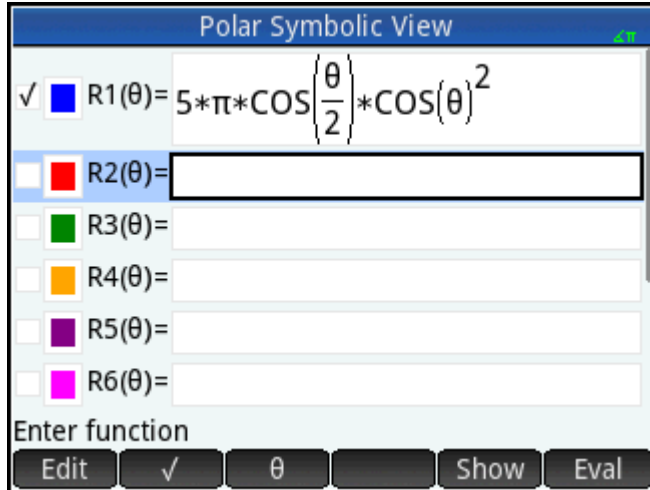 Polar Symbolic View
∡π
√ R1(θ)= 5*π*COS(θ/2)*COS(θ)²
R2(θ)=
R3(θ)=
R4(θ)=
R5(θ)=
R6(θ)=
Enter function
Edit √ θ Show Eval